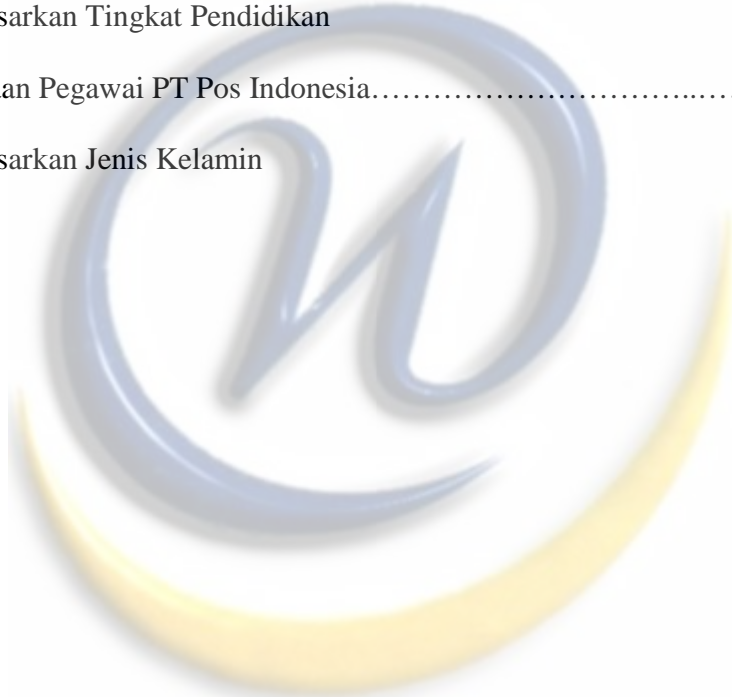 sarkan Tingkat Pendidikan
an Pegawai PT Pos Indonesia…………………………..….
sarkan Jenis Kelamin